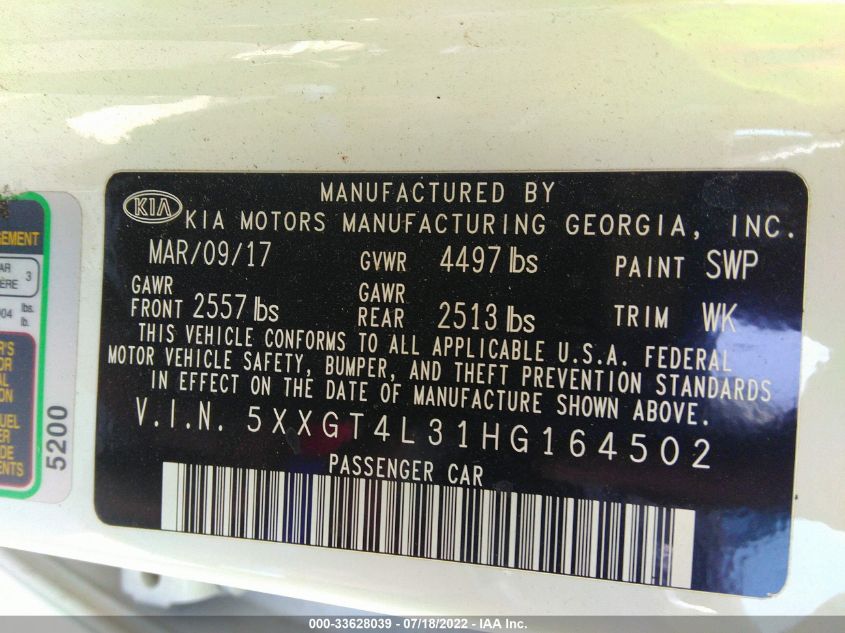 MANUFACTURED BY
KIA
KIA MOTORS MANUFACTURING GEORGIA, INC.
MAR/09/17 GVWR 4497 lbs PAINT SWP
GAWR FRONT 2557 lbs GAWR REAR 2513 lbs TRIM WK
THIS VEHICLE CONFORMS TO ALL APPLICABLE U.S.A. FEDERAL
MOTOR VEHICLE SAFETY, BUMPER, AND THEFT PREVENTION STANDARDS
IN EFFECT ON THE DATE OF MANUFACTURE SHOWN ABOVE.
V.I.N. 5XXGT4L31HG164502
PASSENGER CAR
3
lbs.
lb.
5200
000-33628039 - 07/18/2022 - IAA Inc.